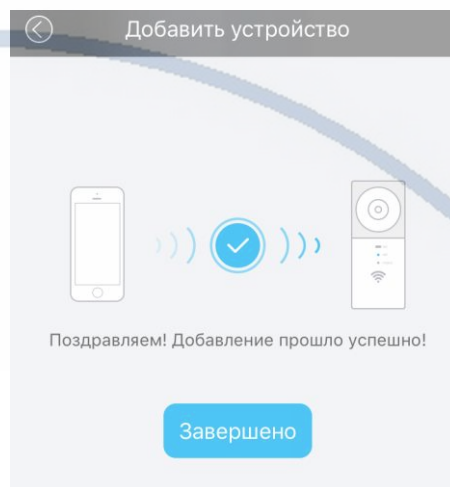 Добавить устройство
Поздравляем! Добавление прошло успешно!
Завершено